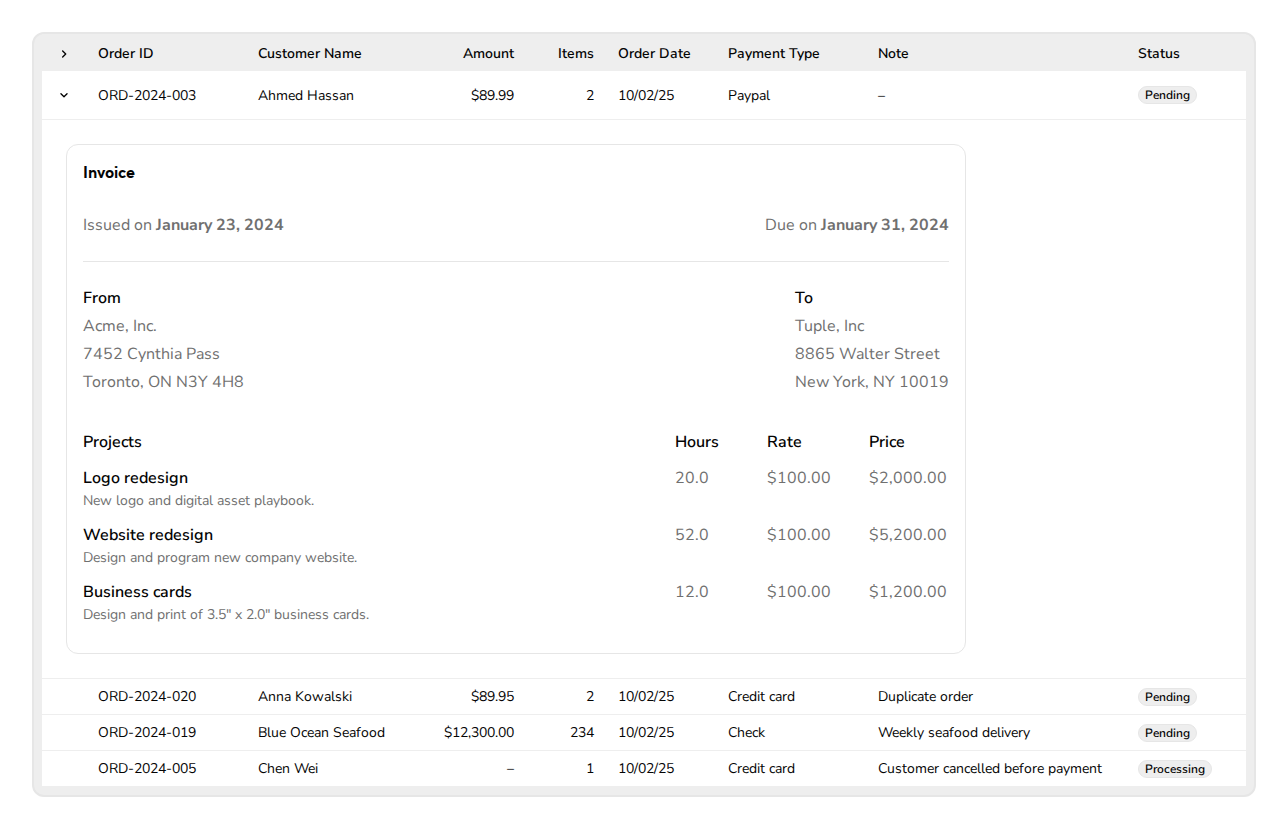 Order ID Customer Name Amount Items Order Date Payment Type Note Status
ORD-2024-003 Ahmed Hassan $89.99 2 10/02/25 Paypal – Pending
Invoice
Issued on January 23, 2024 Due on January 31, 2024
From To
Acme, Inc. Tuple, Inc
7452 Cynthia Pass 8865 Walter Street
Toronto, ON N3Y 4H8 New York, NY 10019
Projects Hours Rate Price
Logo redesign 20.0 $100.00 $2,000.00
New logo and digital asset playbook.
Website redesign 52.0 $100.00 $5,200.00
Design and program new company website.
Business cards 12.0 $100.00 $1,200.00
Design and print of 3.5" x 2.0" business cards.
ORD-2024-020 Anna Kowalski $89.95 2 10/02/25 Credit card Duplicate order Pending
ORD-2024-019 Blue Ocean Seafood $12,300.00 234 10/02/25 Check Weekly seafood delivery Pending
ORD-2024-005 Chen Wei – 1 10/02/25 Credit card Customer cancelled before payment Processing